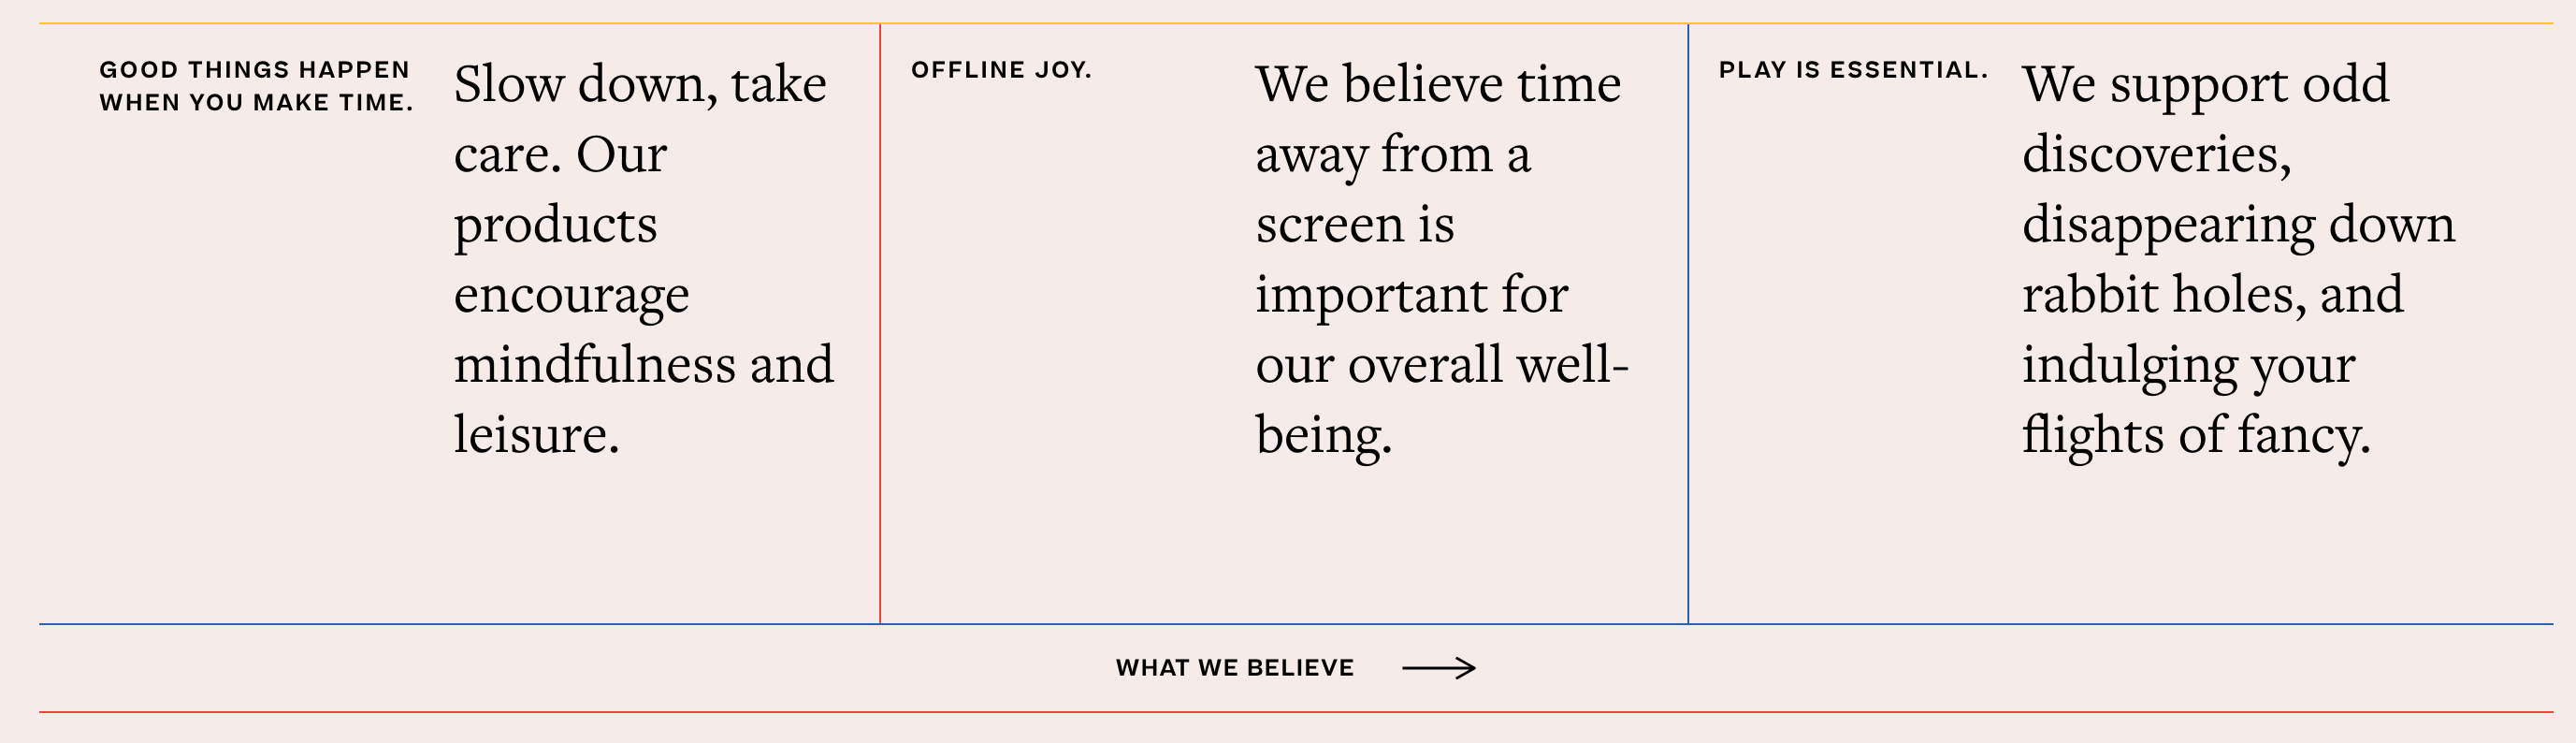 GOOD THINGS HAPPEN
WHEN YOU MAKE TIME.
Slow down, take
care. Our
products
encourage
mindfulness and
leisure.
OFFLINE JOY.
We believe time
away from a
screen is
important for
our overall well-
being.
PLAY IS ESSENTIAL.
We support odd
discoveries,
disappearing down
rabbit holes, and
indulging your
flights of fancy.
WHAT WE BELIEVE